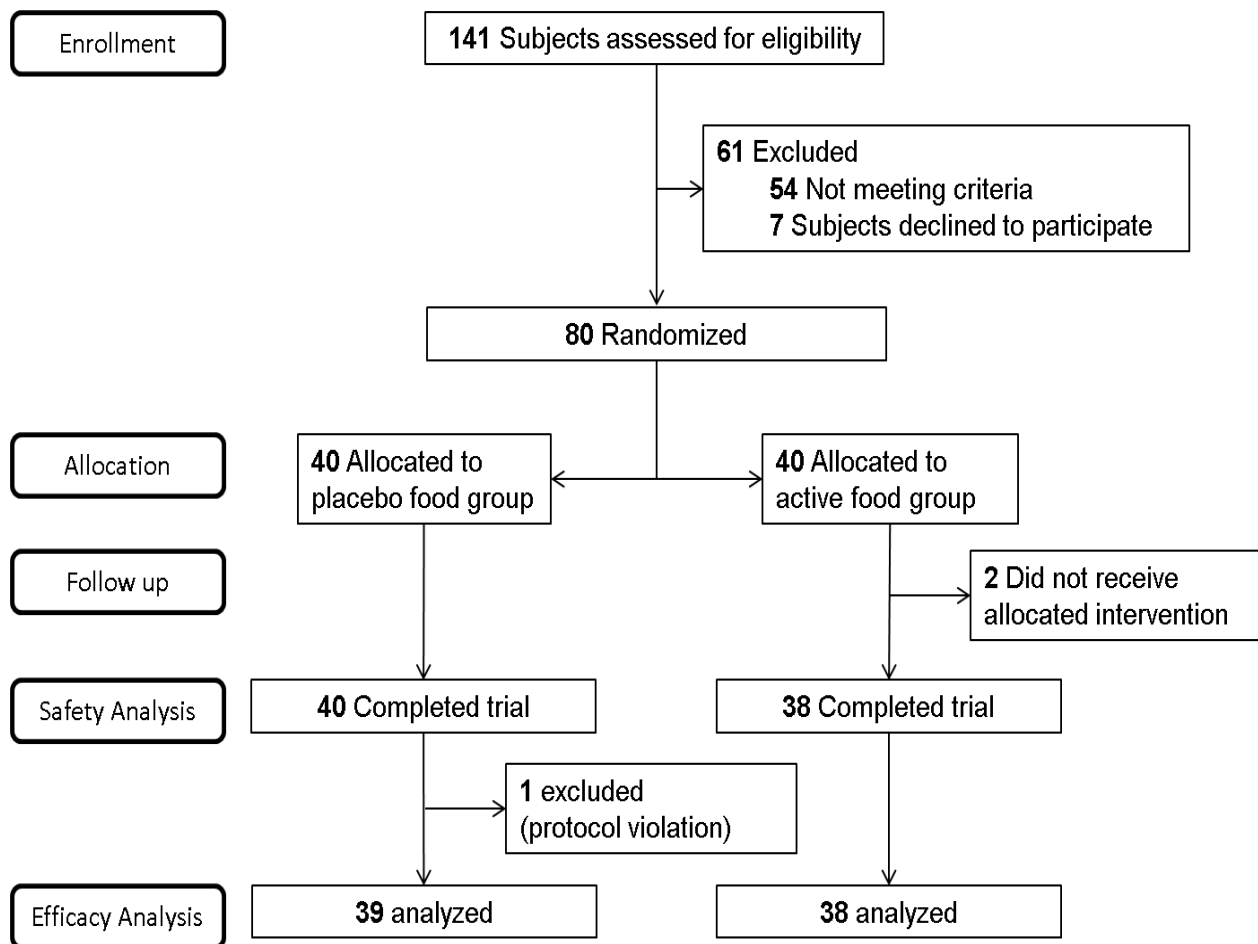 Enrollment
141 Subjects assessed for eligibility
61 Excluded
54 Not meeting criteria
7 Subjects declined to participate
80 Randomized
Allocation
40 Allocated to
placebo food group
40 Allocated to
active food group
Follow up
2 Did not receive
allocated intervention
Safety Analysis
40 Completed trial
38 Completed trial
1 excluded
(protocol violation)
Efficacy Analysis
39 analyzed
38 analyzed